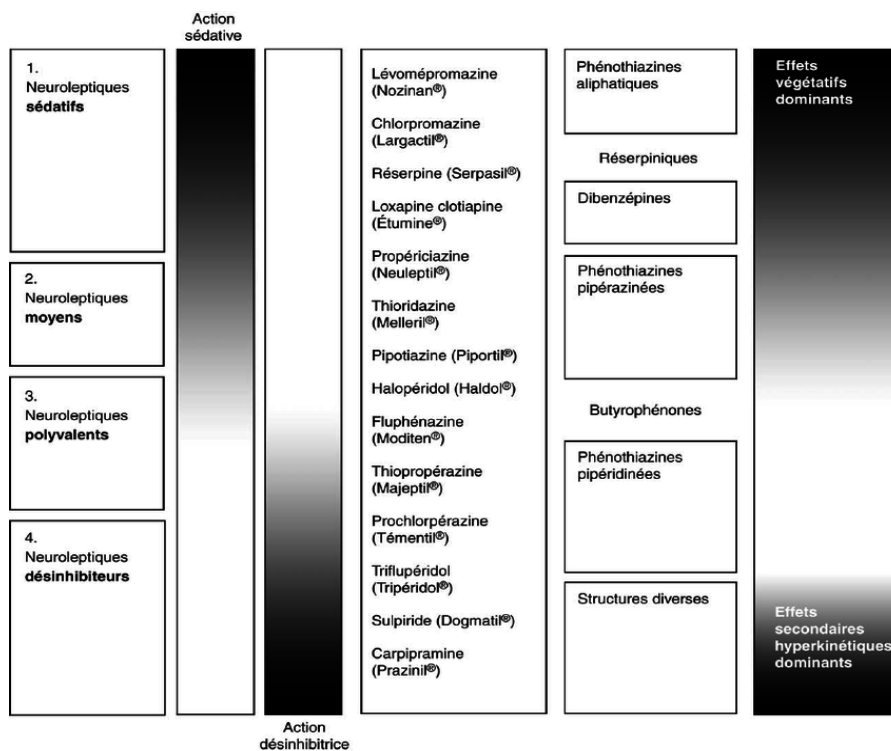 Action
sédative
1.
Neuroleptiques
sédatifs
2.
Neuroleptiques
moyens
3.
Neuroleptiques
polyvalents
4.
Neuroleptiques
désinhibiteurs
Action
désinhibitrice
Lévomépromazine
(Nozinan®)
Chlorpromazine
(Largactil®)
Réserpine (Serpasil®)
Loxapine clotiapine
(Étumine®)
Propériciazine
(Neuleptil®)
Thioridazine
(Melleril®)
Pipotiazine (Piportil®)
Halopéridol (Haldol®)
Fluphénazine
(Moditen®)
Thiopropérazine
(Majeptil®)
Prochlorpérazine
(Témentil®)
Triflupéridol
(Tripéridol®)
Sulpiride (Dogmatil®)
Carpipramine
(Prazinil®)
Phénothiazines
aliphatiques
Réserpiniques
Dibenzépines
Phénothiazines
pipérazinées
Butyrophénones
Phénothiazines
pipéridinées
Structures diverses
Effets
végétatifs
dominants
Effets
secondaires
hyperkinétiques
dominants